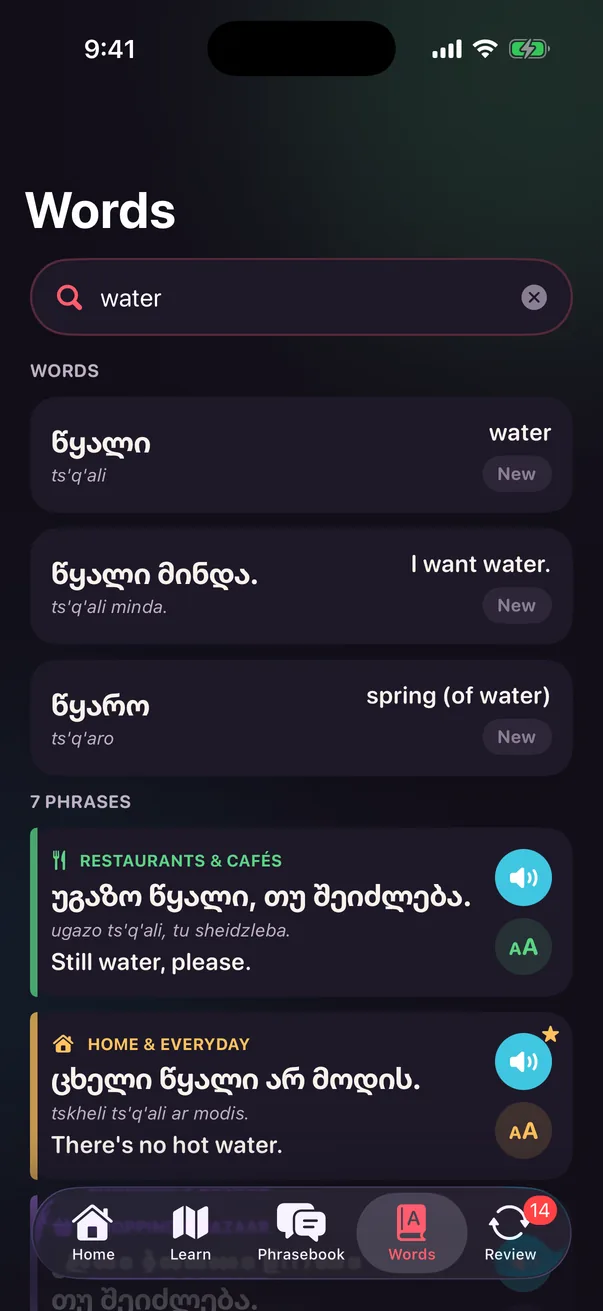 9:41
Words
water
WORDS
წყალი
water
ts'q'ali
New
წყალი მინდა.
I want water.
ts'q'ali minda.
New
წყარო
spring (of water)
ts'q'aro
New
7 PHRASES
RESTAURANTS & CAFÉS
უგაზო წყალი, თუ შეიძლება.
ugazo ts'q'ali, tu sheidzleba.
AA
Still water, please.
HOME & EVERYDAY
ცხელი წყალი არ მოდის.
tskheli ts'q'ali ar modis.
AA
There's no hot water.
14
Home
Learn
Phrasebook
Words
Review
თუ შეიძლება.